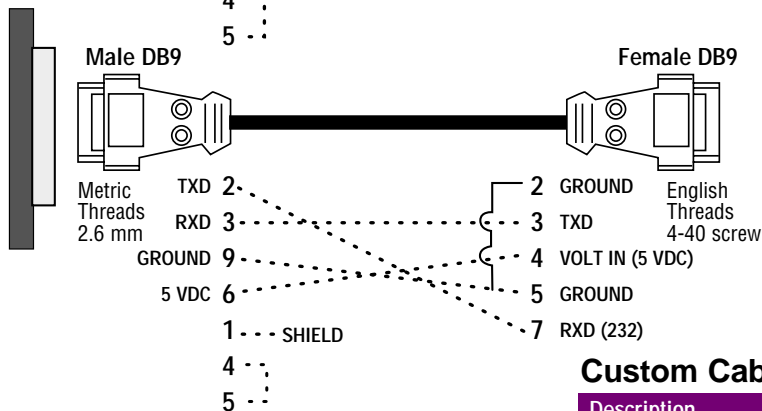 4
5
Male DB9
Female DB9
Metric
Threads
2.6 mm
TXD 2
RXD 3
GROUND 9
5 VDC 6
1 SHIELD
4
5
2 GROUND
3 TXD
4 VOLT IN (5 VDC)
5 GROUND
7 RXD (232)
English
Threads
4-40 screw
Custom Cab
Description